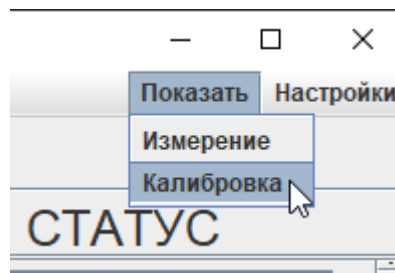 Показать Настройки
Измерение
Калибровка
СТАТУС